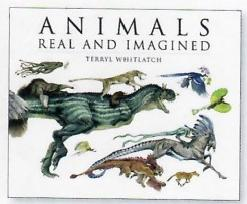 ANIMALS
REAL AND IMAGINED
TERRYL WHITLATCH